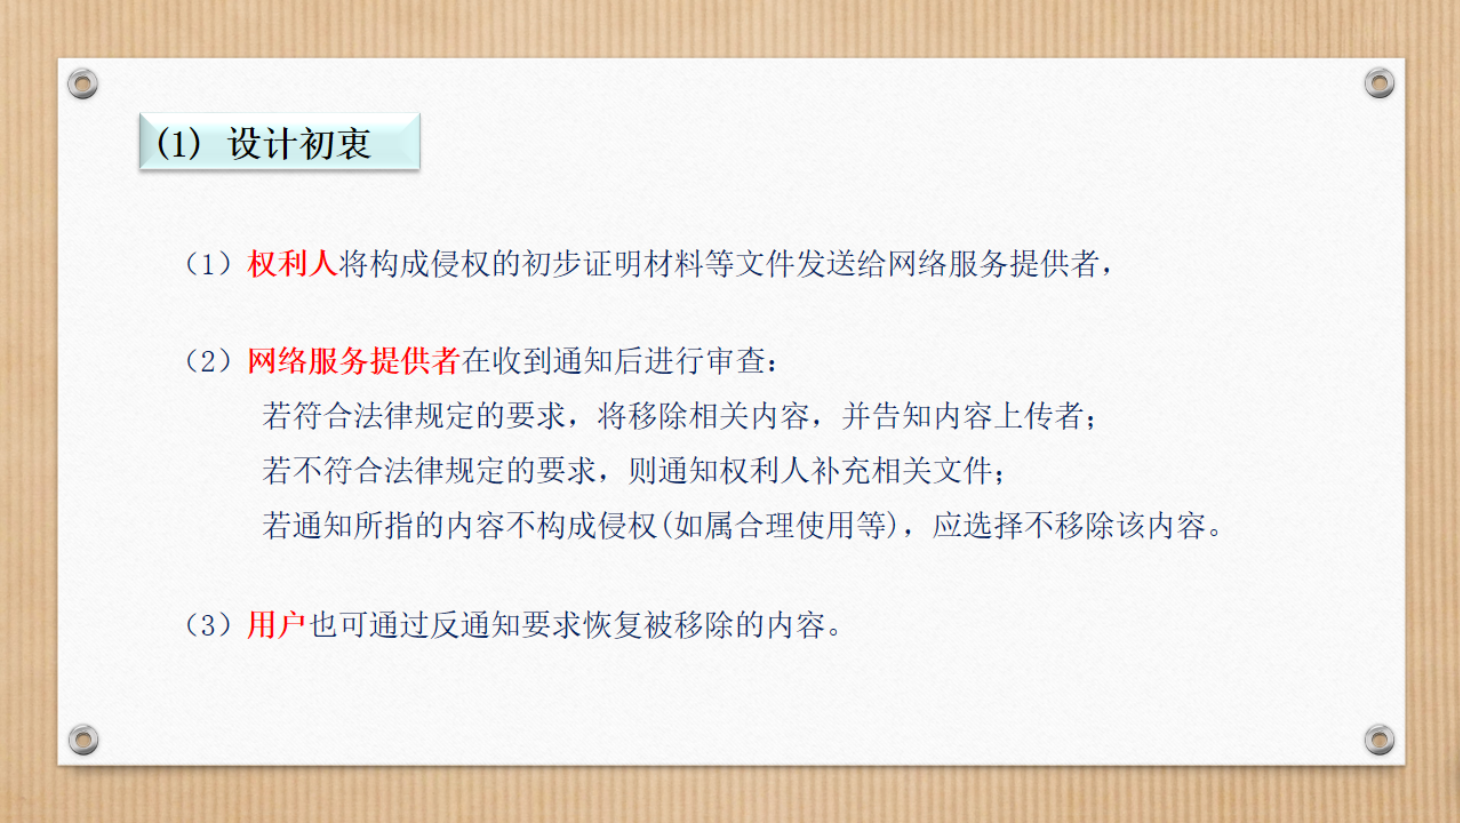 (1) 设计初衷
（1）权利人将构成侵权的初步证明材料等文件发送给网络服务提供者，
（2）网络服务提供者在收到通知后进行审查：
若符合法律规定的要求，将移除相关内容，并告知内容上传者；
若不符合法律规定的要求，则通知权利人补充相关文件；
若通知所指的内容不构成侵权(如属合理使用等)，应选择不移除该内容。
（3）用户也可通过反通知要求恢复被移除的内容。